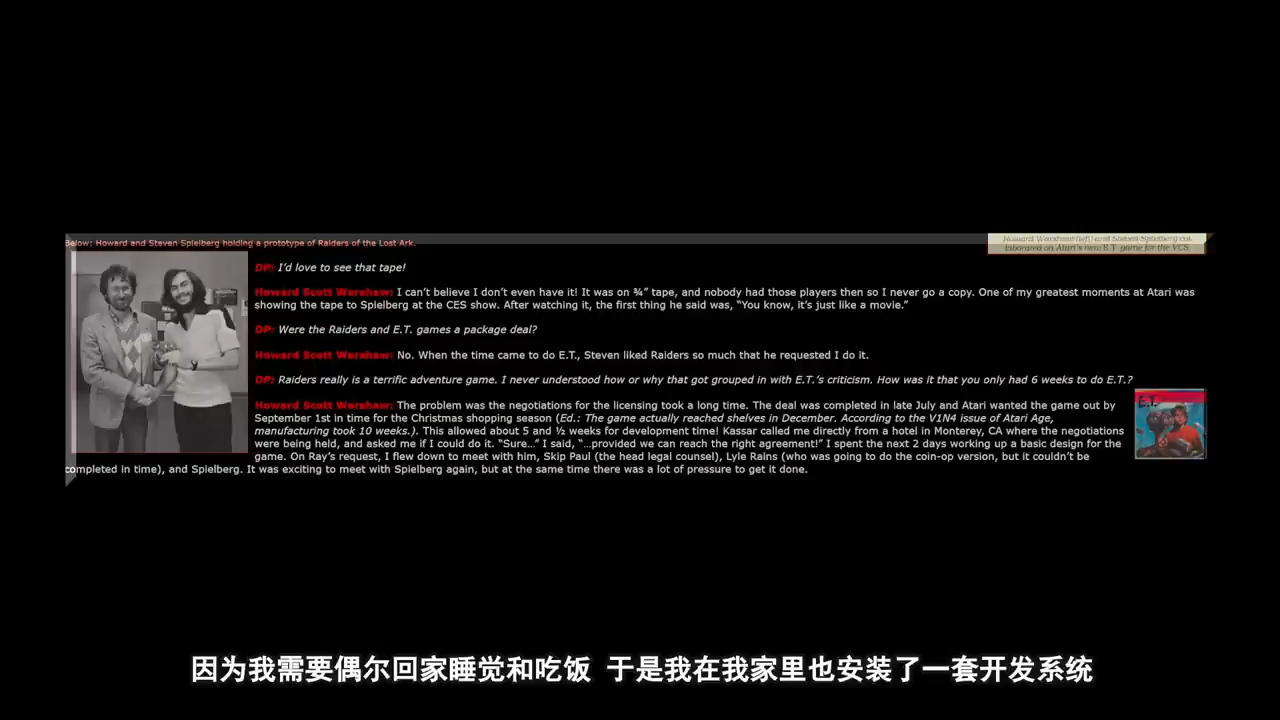 Below: Howard and Steven Spielberg holding a prototype of Raiders of the Lost Ark.
Howard Warshaw (left) and Steven Spielberg col-
laborated on Atari's new E.T. game for the VCS.
DP: I'd love to see that tape!
Howard Scott Warshaw: I can't believe I don't even have it! It was on ¾" tape, and nobody had those players then so I never go a copy. One of my greatest moments at Atari was
showing the tape to Spielberg at the CES show. After watching it, the first thing he said was, "You know, it's just like a movie."
DP: Were the Raiders and E.T. games a package deal?
Howard Scott Warshaw: No. When the time came to do E.T., Steven liked Raiders so much that he requested I do it.
DP: Raiders really is a terrific adventure game. I never understood how or why that got grouped in with E.T.'s criticism. How was it that you only had 6 weeks to do E.T.?
Howard Scott Warshaw: The problem was the negotiations for the licensing took a long time. The deal was completed in late July and Atari wanted the game out by
September 1st in time for the Christmas shopping season (Ed.: The game actually reached shelves in December. According to the V1N4 issue of Atari Age,
manufacturing took 10 weeks.). This allowed about 5 and ½ weeks for development time! Kassar called me directly from a hotel in Monterey, CA where the negotiations
were being held, and asked me if I could do it. "Sure…" I said, "…provided we can reach the right agreement!" I spent the next 2 days working up a basic design for the
game. On Ray's request, I flew down to meet with him, Skip Paul (the head legal counsel), Lyle Rains (who was going to do the coin-op version, but it couldn't be
completed in time), and Spielberg. It was exciting to meet with Spielberg again, but at the same time there was a lot of pressure to get it done.
E.T.
因为我需要偶尔回家睡觉和吃饭 于是我在我家里也安装了一套开发系统